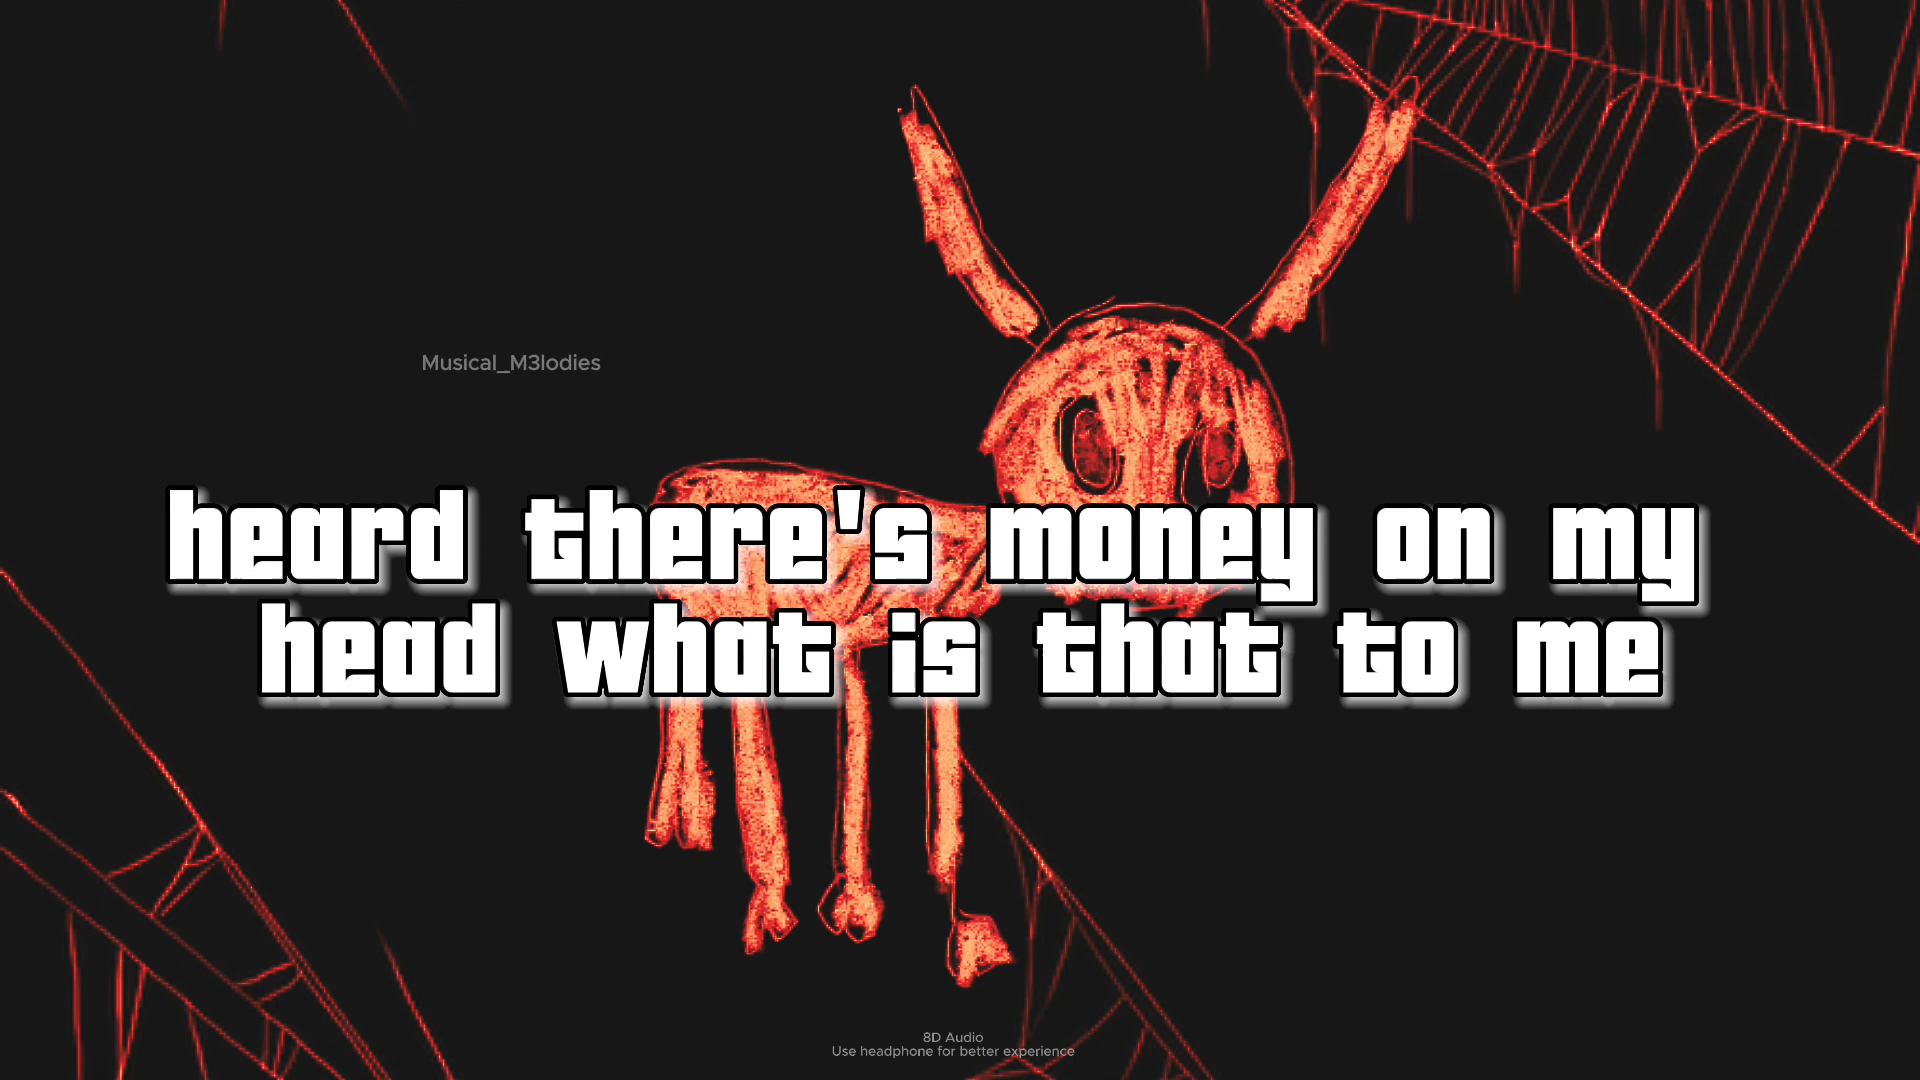 Musical_M3lodies
heard there's money on my
head what is that to me
8D Audio
Use headphone for better experience